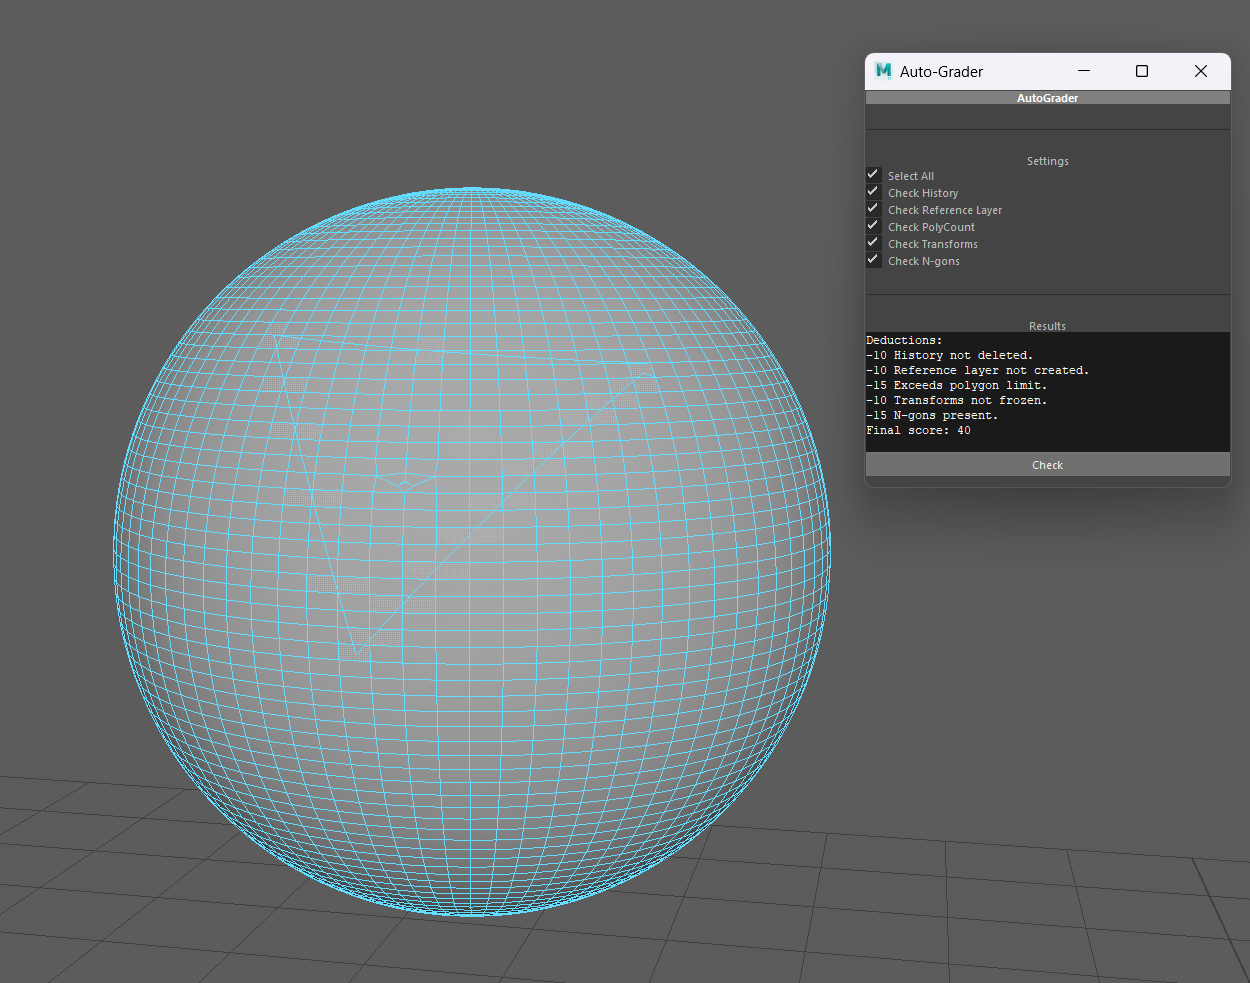 Auto-Grader
AutoGrader
Settings
Select All
Check History
Check Reference Layer
Check PolyCount
Check Transforms
Check N-gons
Results
Deductions:
-10 History not deleted.
-10 Reference layer not created.
-15 Exceeds polygon limit.
-10 Transforms not frozen.
-15 N-gons present.
Final score: 40
Check